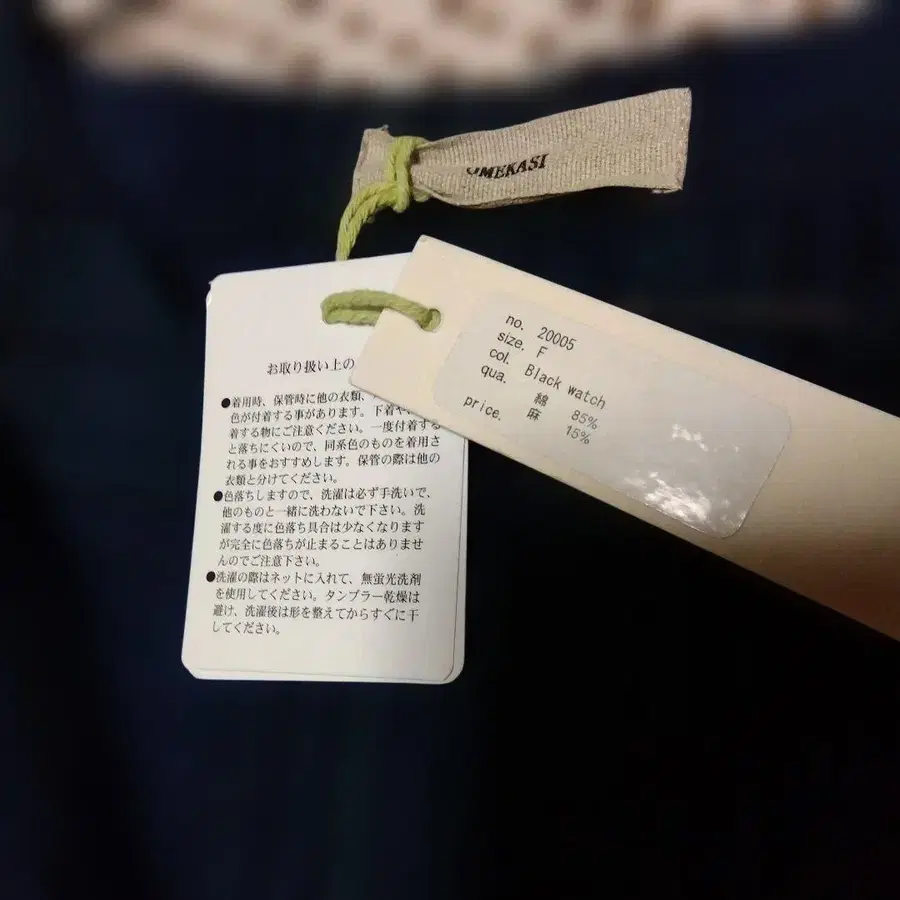 OMEKASI
no. 20005
size. F
col. Black watch
qua. 綿 85%
麻 15%
price.
お取り扱い上の
●着用時、保管時に他の衣類、
色が付着する事があります。下着や
着する物にご注意ください。一度付着する
と落ちにくいので、同系色のものを着用さ
れる事をおすすめします。保管の際は他の
衣類と分けてください。
●色落ちしますので、洗濯は必ず手洗いで、
他のものと一緒に洗わないで下さい。洗
濯する度に色落ち具合は少なくなります
が完全に色落ちが止まることはありませ
んのでご注意下さい。
●洗濯の際はネットに入れて、無蛍光洗剤
を使用してください。タンブラー乾燥は
避け、洗濯後は形を整えてからすぐに干
してください。